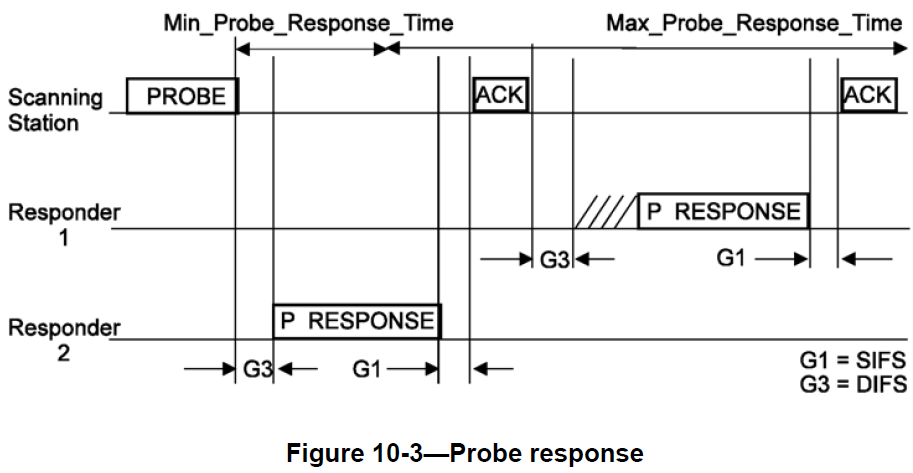 Min_Probe_Response_Time
Max_Probe_Response_Time
Scanning
Station
PROBE
ACK
ACK
Responder
1
P RESPONSE
G3
G1
Responder
2
P RESPONSE
G3
G1
G1 = SIFS
G3 = DIFS
Figure 10-3—Probe response